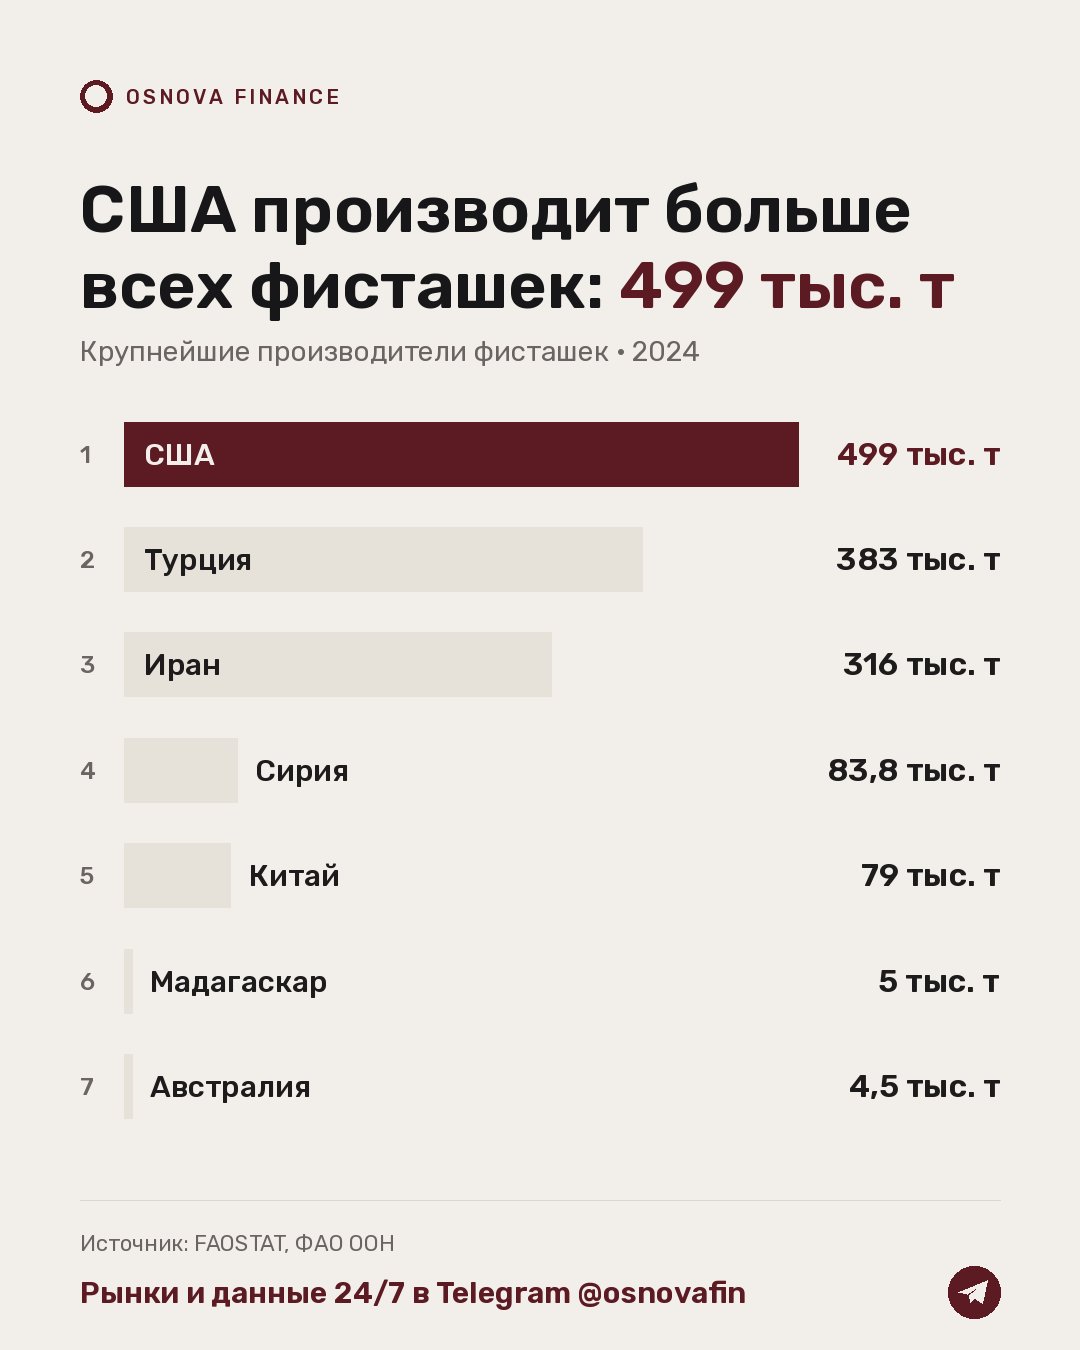 OSNOVA FINANCE
США производит больше
всех фисташек: 499 тыс. т
Крупнейшие производители фисташек • 2024
1 США 499 тыс. т
2 Турция 383 тыс. т
3 Иран 316 тыс. т
4 Сирия 83,8 тыс. т
5 Китай 79 тыс. т
6 Мадагаскар 5 тыс. т
7 Австралия 4,5 тыс. т
Источник: FAOSTAT, ФАО ООН
Рынки и данные 24/7 в Telegram @osnovafin